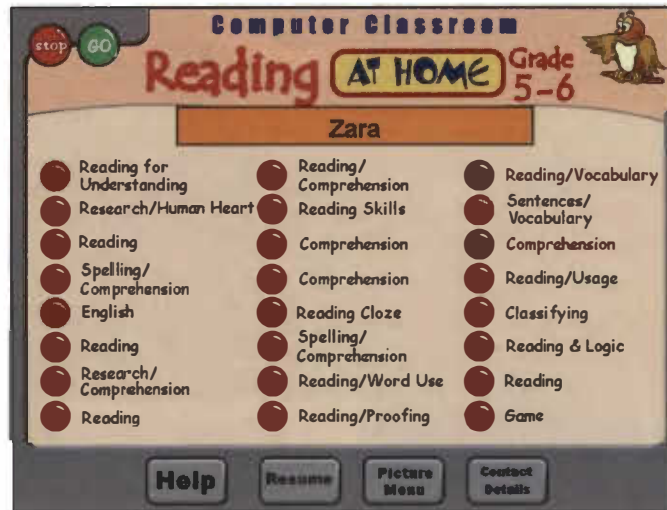 Computer Classroom
stop
GO
Reading AT HOME Grade
5-6
Zara
Reading for
Understanding
Research/Human Heart
Reading
Spelling/
Comprehension
English
Reading
Research/
Comprehension
Reading
Reading/
Comprehension
Reading Skills
Comprehension
Comprehension
Reading Cloze
Spelling/
Comprehension
Reading/Word Use
Reading/Proofing
Reading/Vocabulary
Sentences/
Vocabulary
Comprehension
Reading/Usage
Classifying
Reading & Logic
Reading
Game
Help
Resume
Picture
Menu
Contact
Details